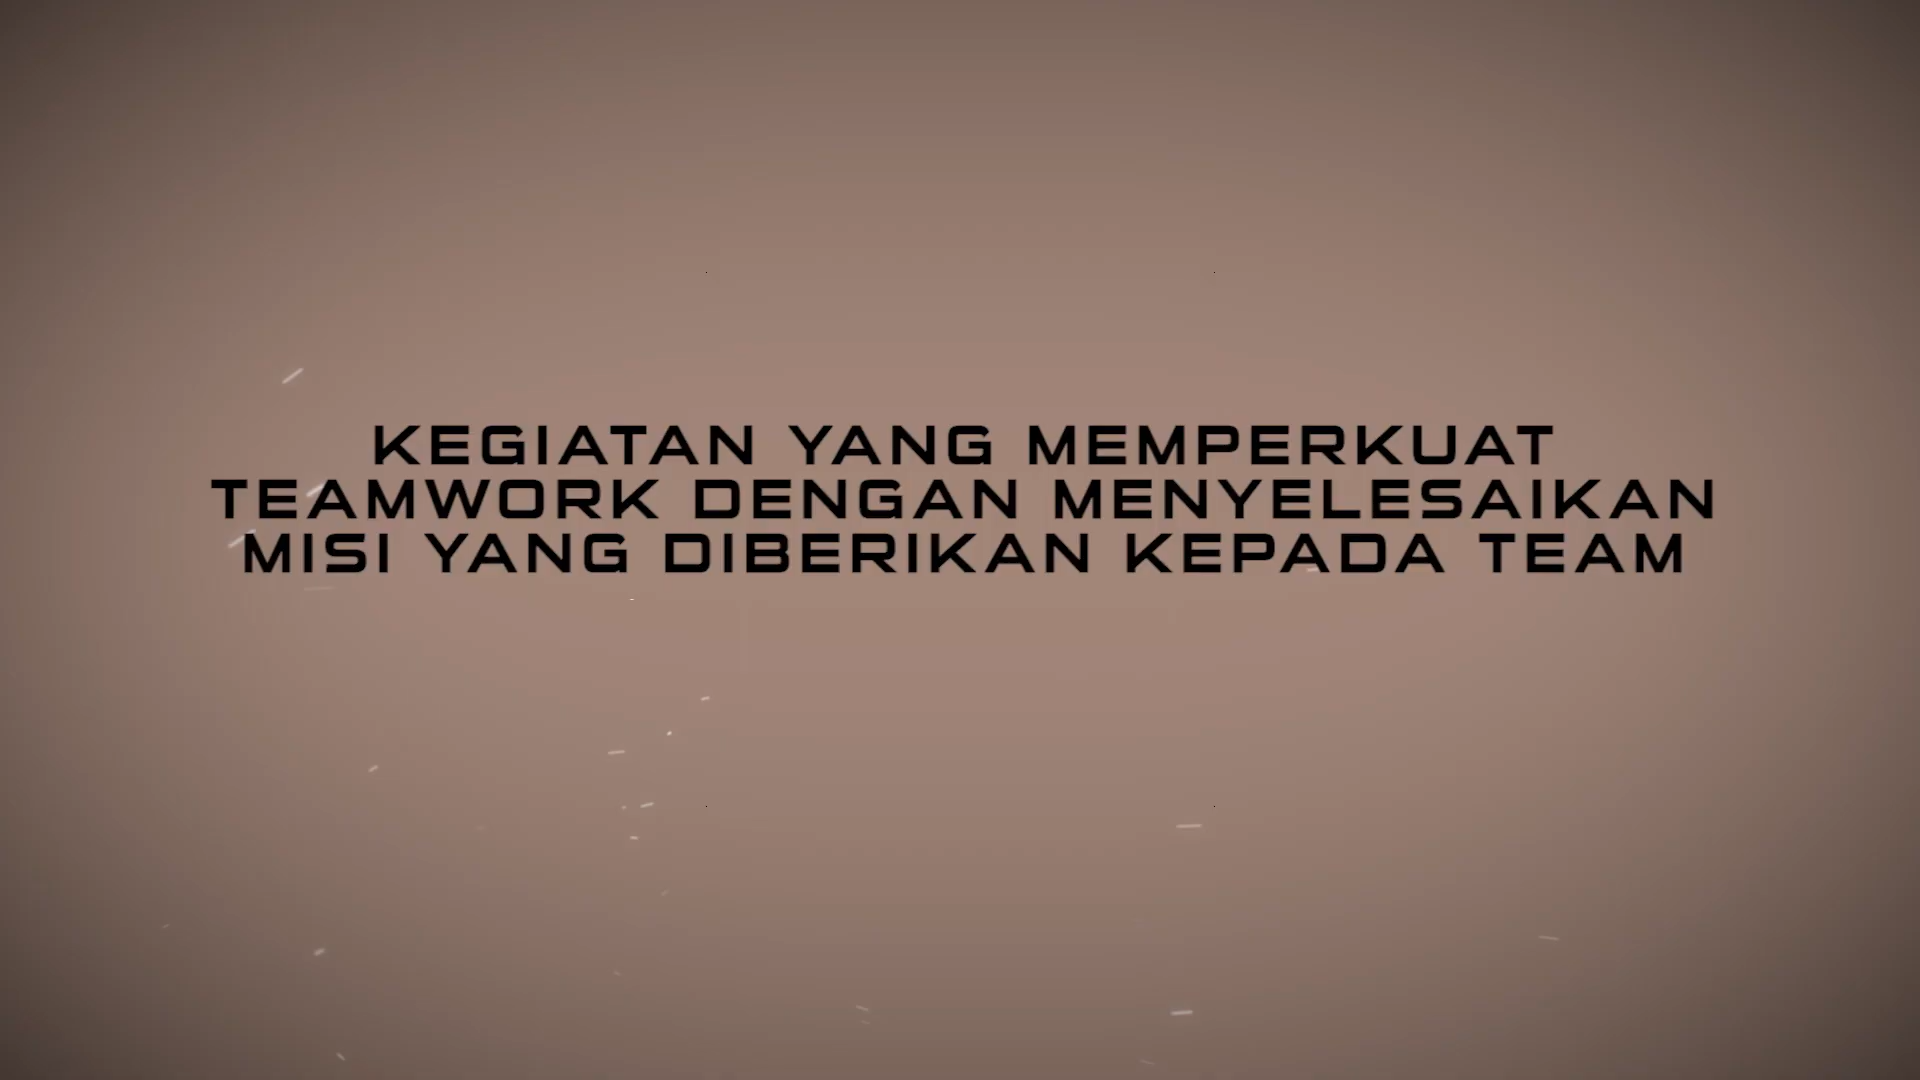 KEGIATAN YANG MEMPERKUAT
TEAMWORK DENGAN MENYELESAIKAN
MISI YANG DIBERIKAN KEPADA TEAM